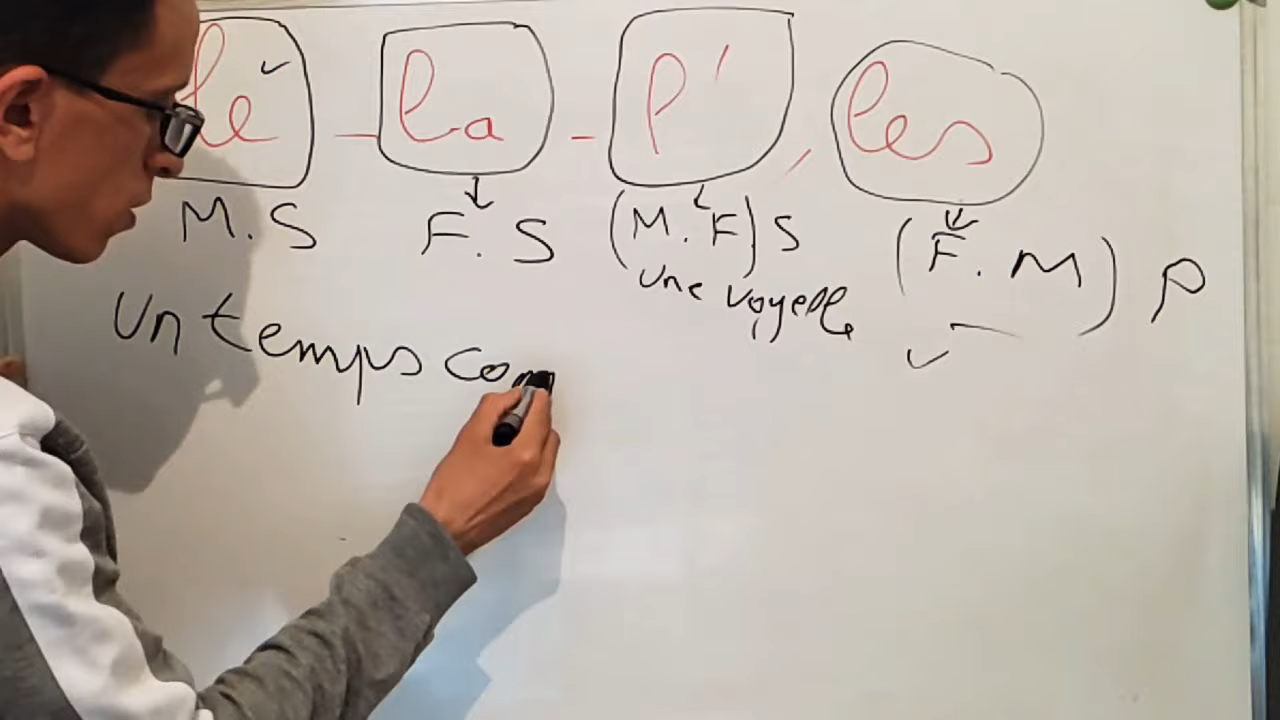 le - la - l' , les
M.S F.S (M.F) S (F.M) P
une voyelle
Un temps co